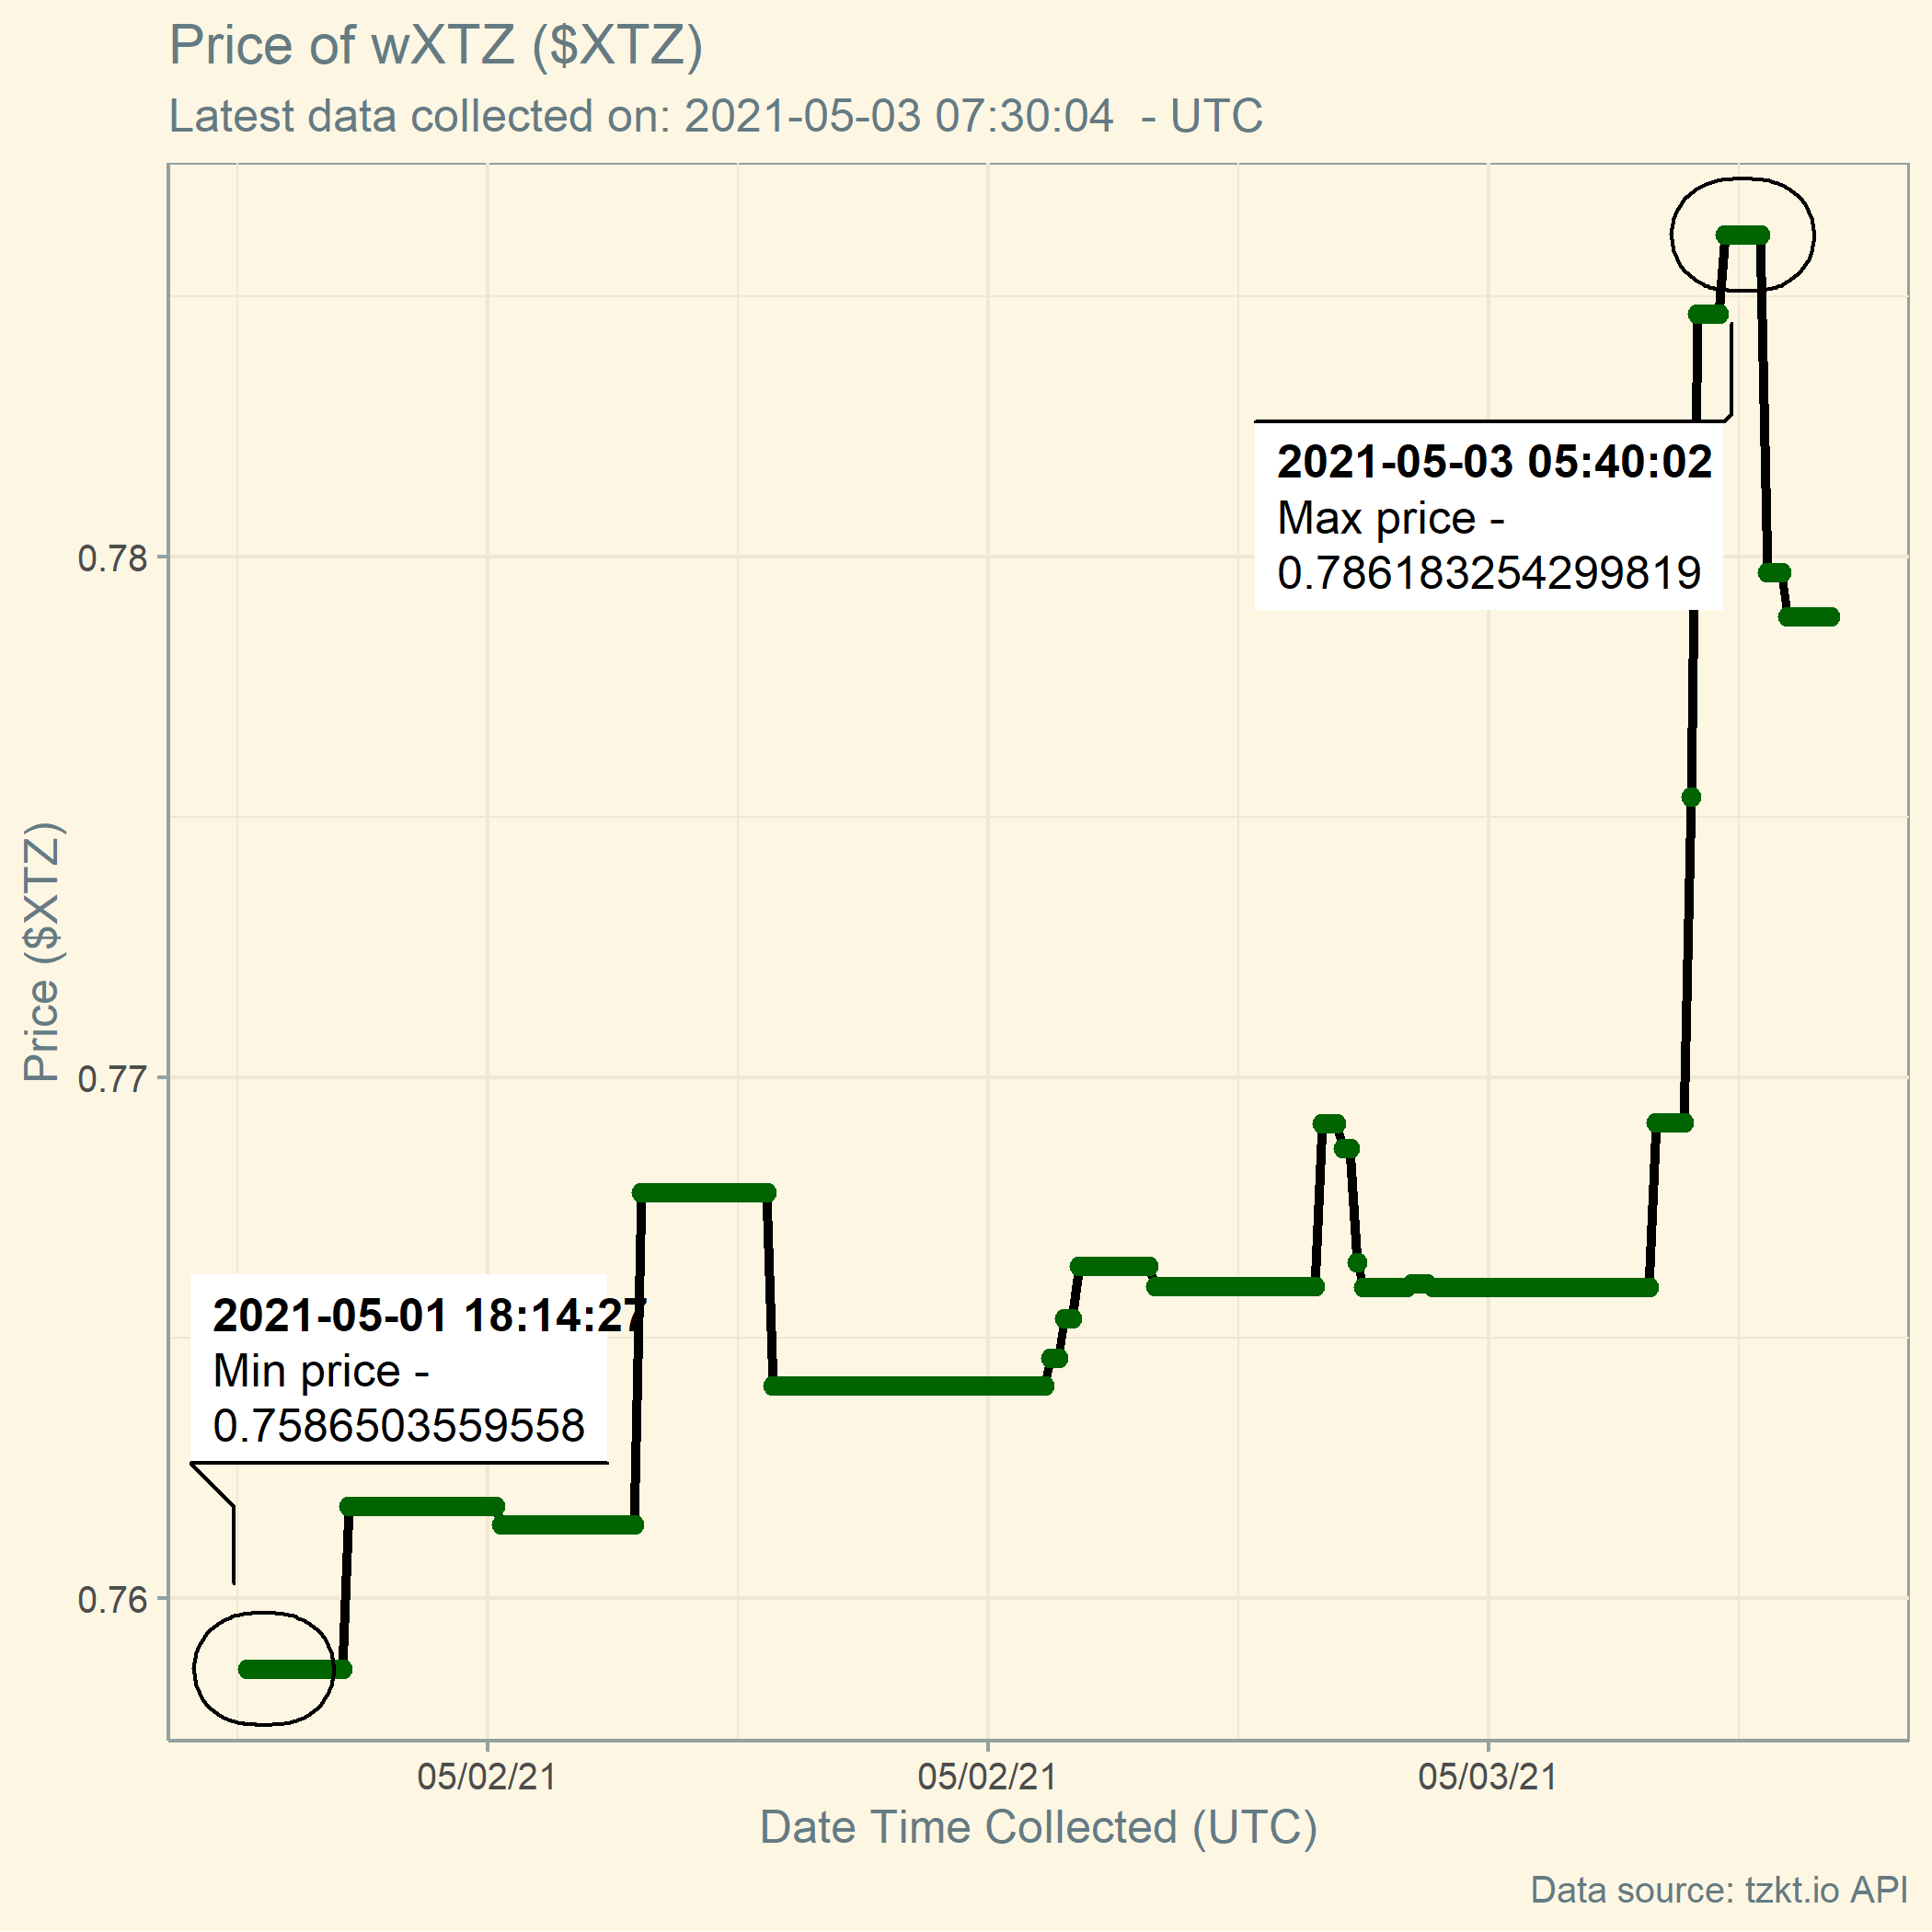 Price of wXTZ ($XTZ)
Latest data collected on: 2021-05-03 07:30:04  - UTC
2021-05-03 05:40:02
Max price -
0.786183254299819
0.78
Price ($XTZ)
0.77
2021-05-01 18:14:27
Min price -
0.7586503559558
0.76
05/02/21
05/02/21
05/03/21
Date Time Collected (UTC)
Data source: tzkt.io API